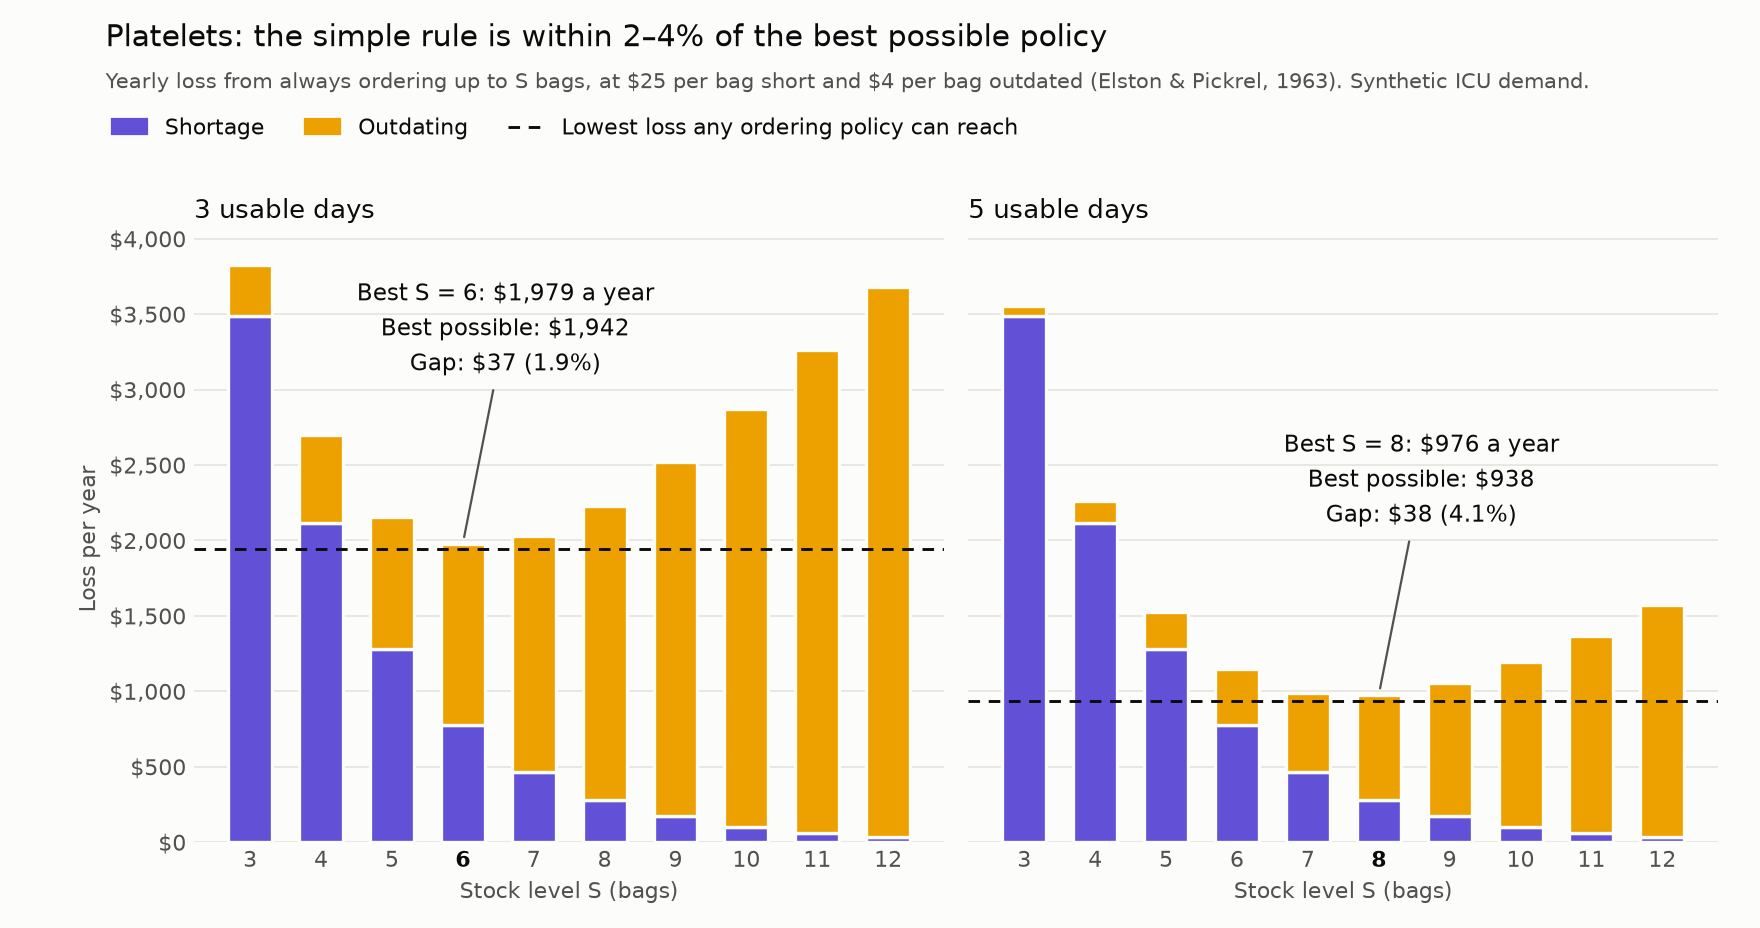 Platelets: the simple rule is within 2–4% of the best possible policy
Yearly loss from always ordering up to S bags, at $25 per bag short and $4 per bag outdated (Elston & Pickrel, 1963). Synthetic ICU demand.
Shortage
Outdating
Lowest loss any ordering policy can reach
3 usable days
Loss per year
$4,000
$3,500
$3,000
$2,500
$2,000
$1,500
$1,000
$500
$0
Best S = 6: $1,979 a year
Best possible: $1,942
Gap: $37 (1.9%)
3 4 5 6 7 8 9 10 11 12
Stock level S (bags)
5 usable days
Best S = 8: $976 a year
Best possible: $938
Gap: $38 (4.1%)
3 4 5 6 7 8 9 10 11 12
Stock level S (bags)